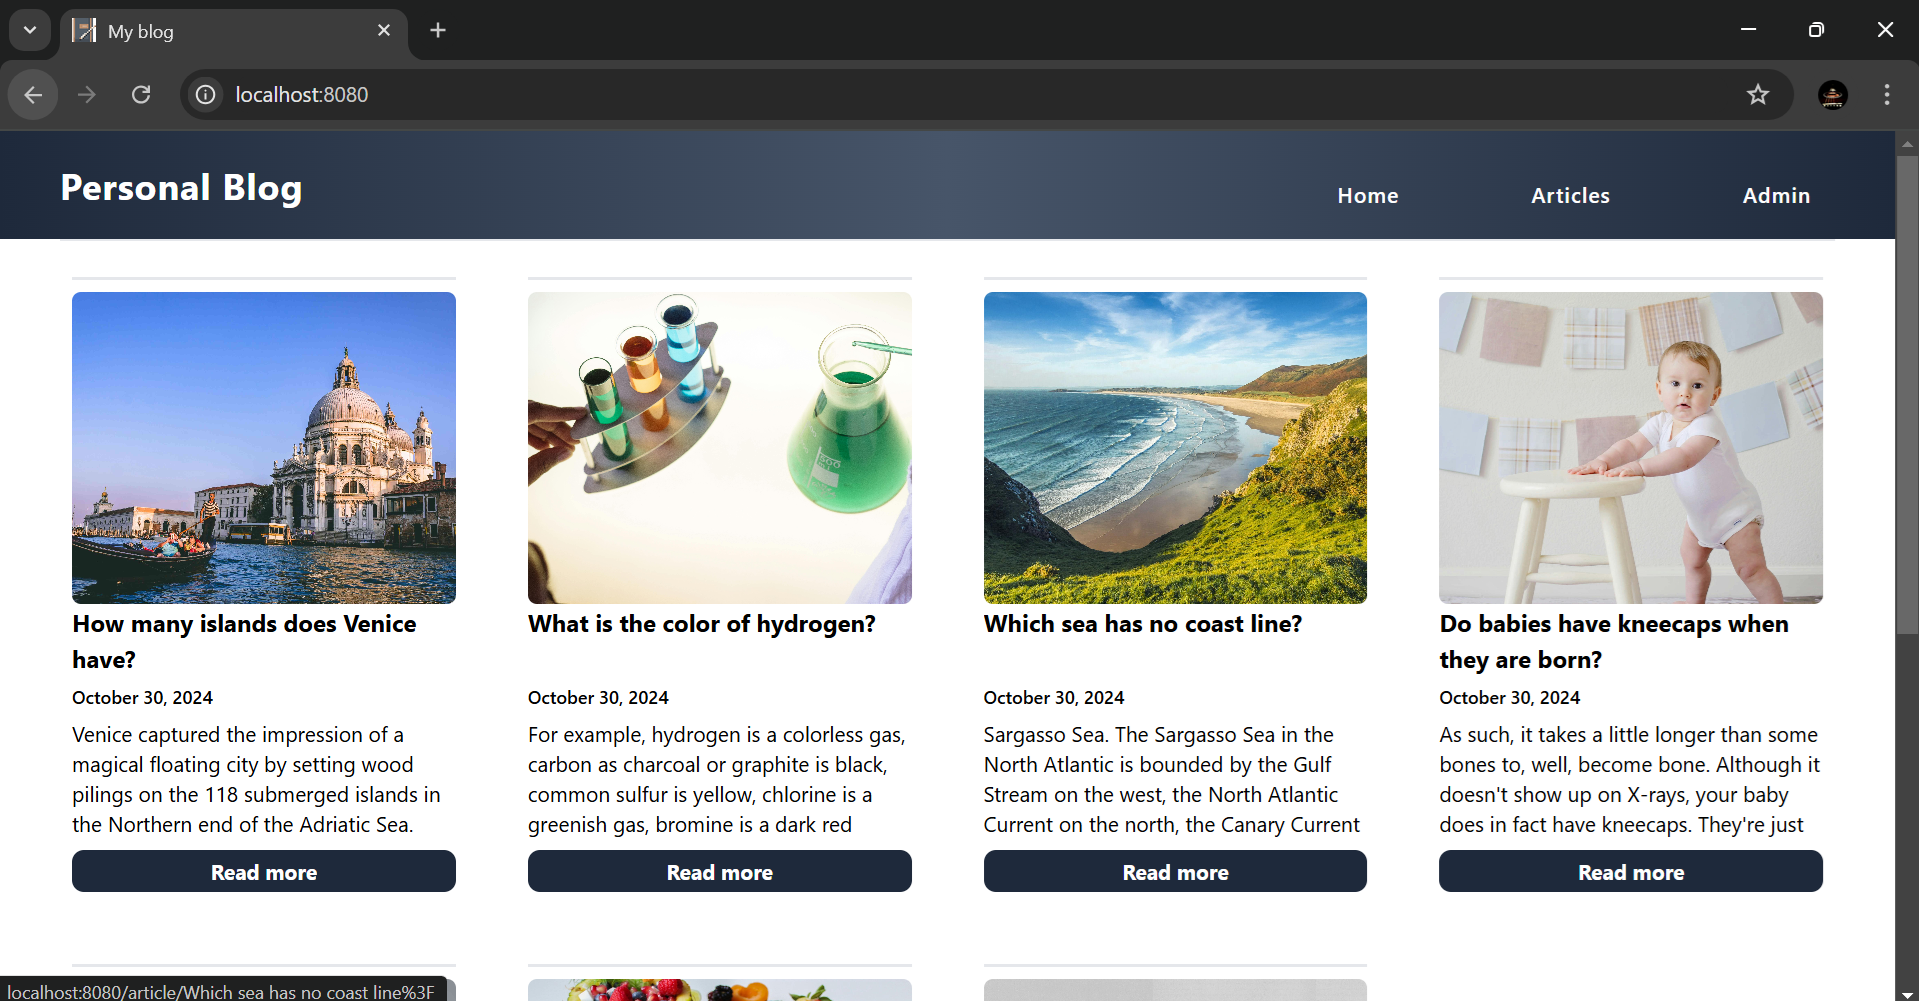 My blog
localhost:8080
Personal Blog
Home
Articles
Admin
How many islands does Venice
have?
October 30, 2024
Venice captured the impression of a
magical floating city by setting wood
pilings on the 118 submerged islands in
the Northern end of the Adriatic Sea.
Read more
What is the color of hydrogen?
October 30, 2024
For example, hydrogen is a colorless gas,
carbon as charcoal or graphite is black,
common sulfur is yellow, chlorine is a
greenish gas, bromine is a dark red
Read more
Which sea has no coast line?
October 30, 2024
Sargasso Sea. The Sargasso Sea in the
North Atlantic is bounded by the Gulf
Stream on the west, the North Atlantic
Current on the north, the Canary Current
Read more
Do babies have kneecaps when
they are born?
October 30, 2024
As such, it takes a little longer than some
bones to, well, become bone. Although it
doesn't show up on X-rays, your baby
does in fact have kneecaps. They're just
Read more
500
localhost:8080/article/Which sea has no coast line%3F